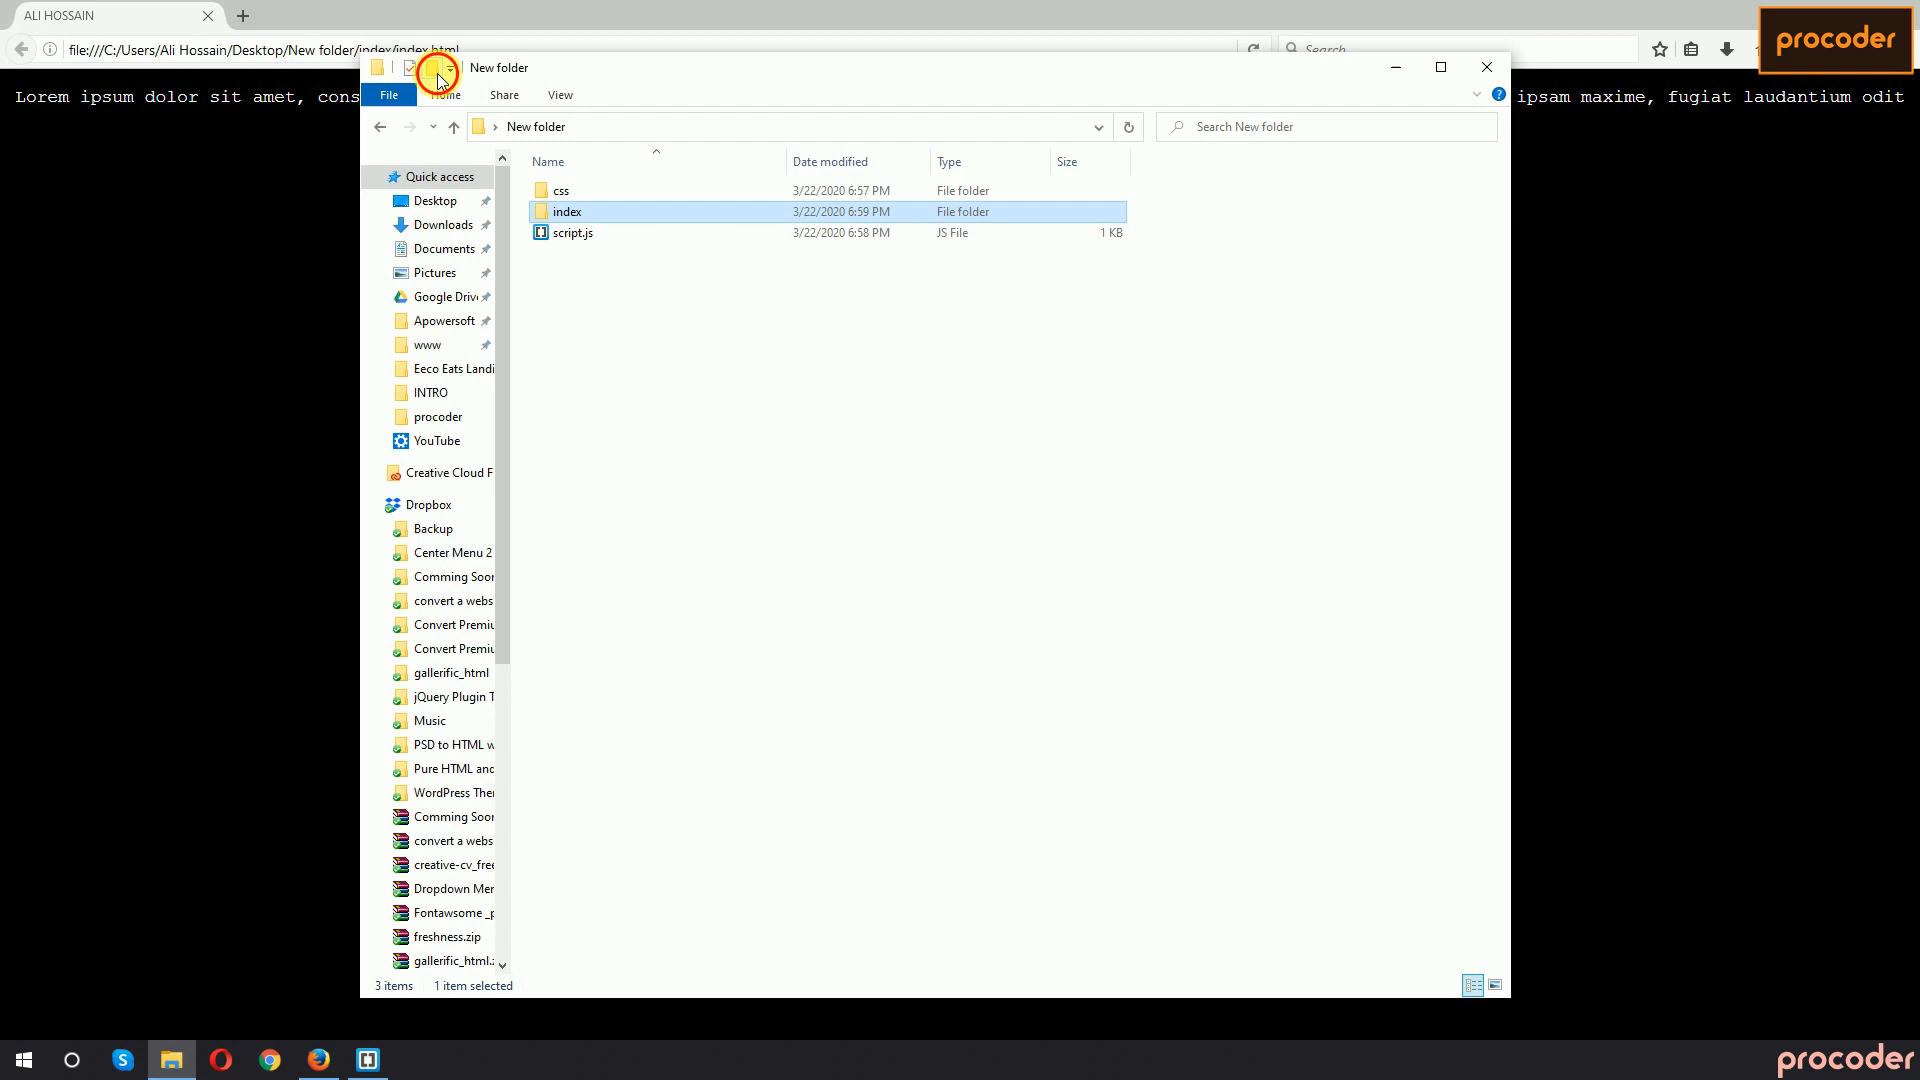 ALI HOSSAIN
file:///C:/Users/Ali Hossain/Desktop/New folder/index/index.html
Search
procoder
New folder
File
Home
Share
View
Lorem ipsum dolor sit amet, cons
ipsam maxime, fugiat laudantium odit
New folder
Search New folder
Name
Date modified
Type
Size
css
3/22/2020 6:57 PM
File folder
index
3/22/2020 6:59 PM
File folder
script.js
3/22/2020 6:58 PM
JS File
1 KB
Quick access
Desktop
Downloads
Documents
Pictures
Google Driv
Apowersoft
www
Eeco Eats Landi
INTRO
procoder
YouTube
Creative Cloud F
Dropbox
Backup
Center Menu 2
Comming Soon
convert a webs
Convert Premiu
Convert Premiu
gallerific_html
jQuery Plugin T
Music
PSD to HTML w
Pure HTML and
WordPress Ther
Comming Soon
convert a webs
creative-cv_free
Dropdown Men
Fontawsome _p
freshness.zip
gallerific_html.z
3 items
1 item selected
procoder